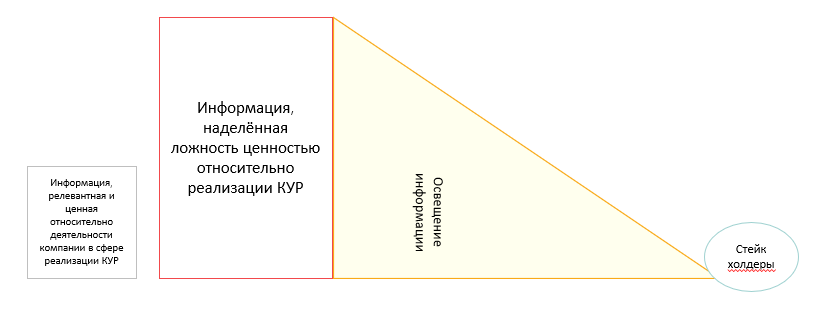 Информация,
наделённая
ложность ценностью
относительно
реализации КУР
Информация,
релевантная и
ценная
относительно
деятельности
компании в сфере
реализации КУР
Освещение
информации
Стейк
холдеры